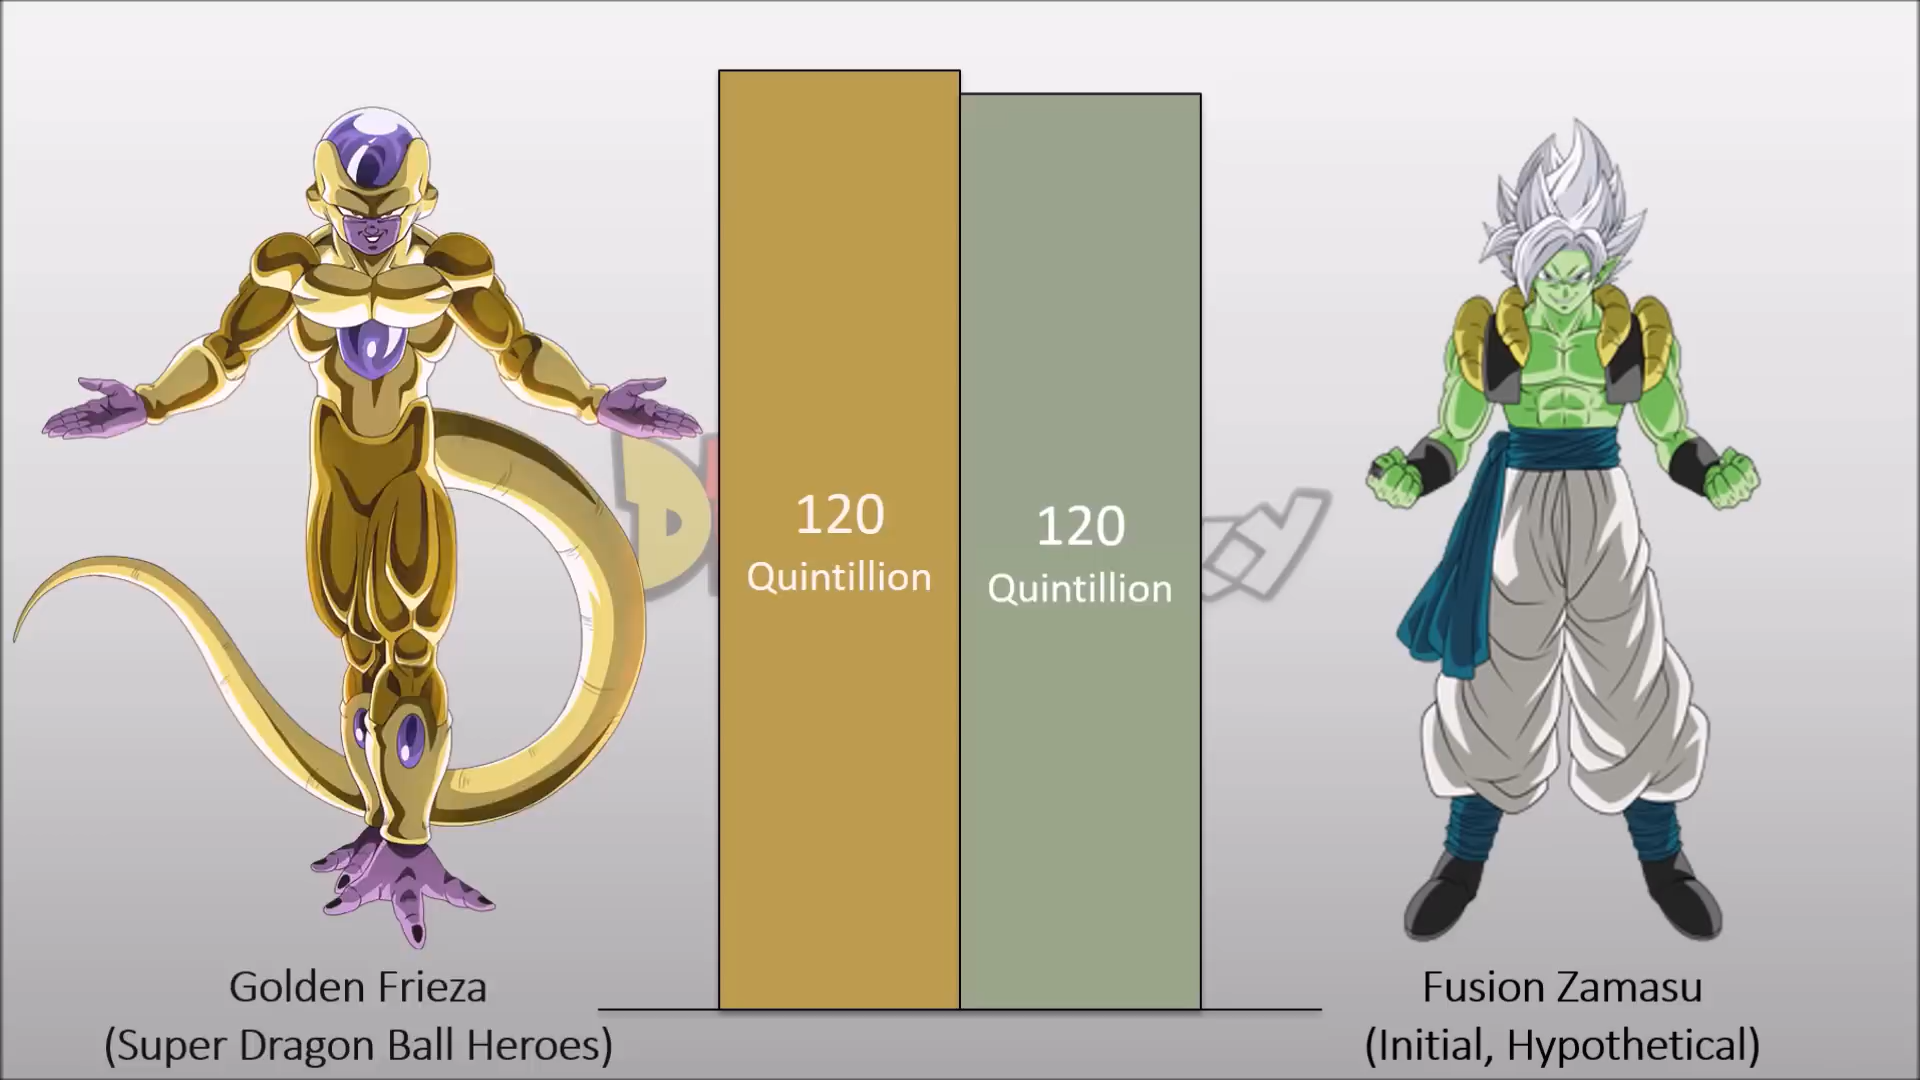 120
Quintillion
120
Quintillion
Golden Frieza
(Super Dragon Ball Heroes)
Fusion Zamasu
(Initial, Hypothetical)